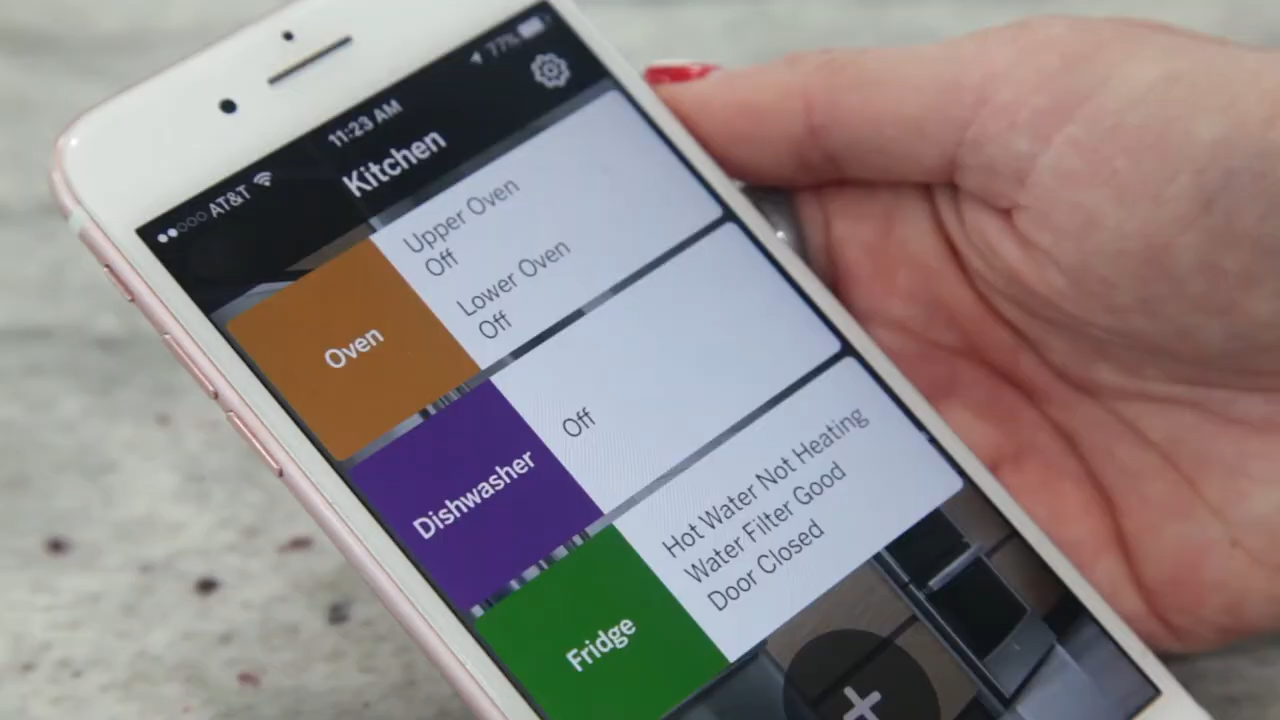 AT&T 11:23 AM 77%
Kitchen
Oven
Upper Oven
Off
Lower Oven
Off
Dishwasher
Off
Fridge
Hot Water Not Heating
Water Filter Good
Door Closed
+